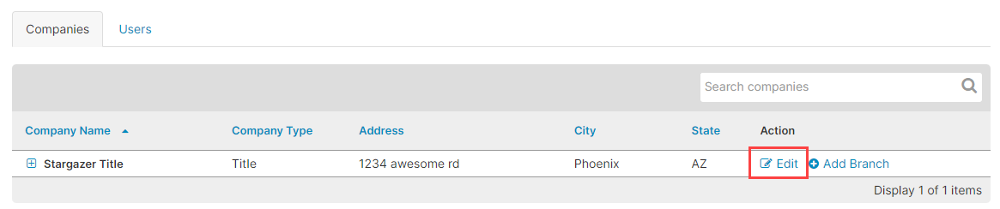 Companies Users
Search companies
Company Name Company Type Address City State Action
Stargazer Title Title 1234 awesome rd Phoenix AZ Edit Add Branch
Display 1 of 1 items